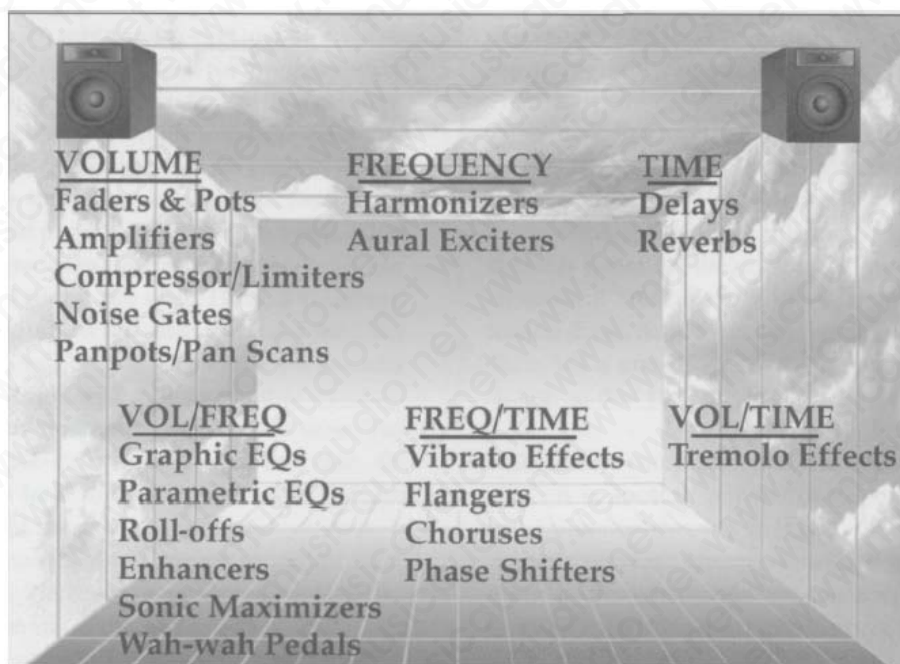 VOLUME
Faders & Pots
Amplifiers
Compressor/Limiters
Noise Gates
Panpots/Pan Scans
FREQUENCY
Harmonizers
Aural Exciters
TIME
Delays
Reverbs
VOL/FREQ
Graphic EQs
Parametric EQs
Roll-offs
Enhancers
Sonic Maximizers
Wah-wah Pedals
FREQ/TIME
Vibrato Effects
Flangers
Choruses
Phase Shifters
VOL/TIME
Tremolo Effects